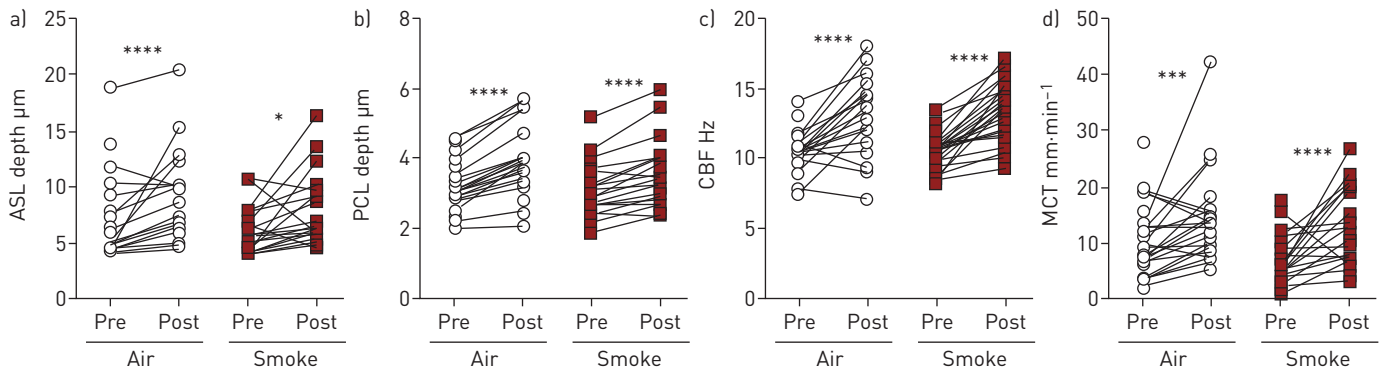 a)
25
20
15
10
5
0
ASL depth µm
****
*
Pre Post Pre Post
Air Smoke
b)
8
6
4
2
0
PCL depth µm
****
****
Pre Post Pre Post
Air Smoke
c)
20
15
10
5
0
CBF Hz
****
****
Pre Post Pre Post
Air Smoke
d)
50
40
30
20
10
0
MCT mm·min⁻¹
***
****
Pre Post Pre Post
Air Smoke